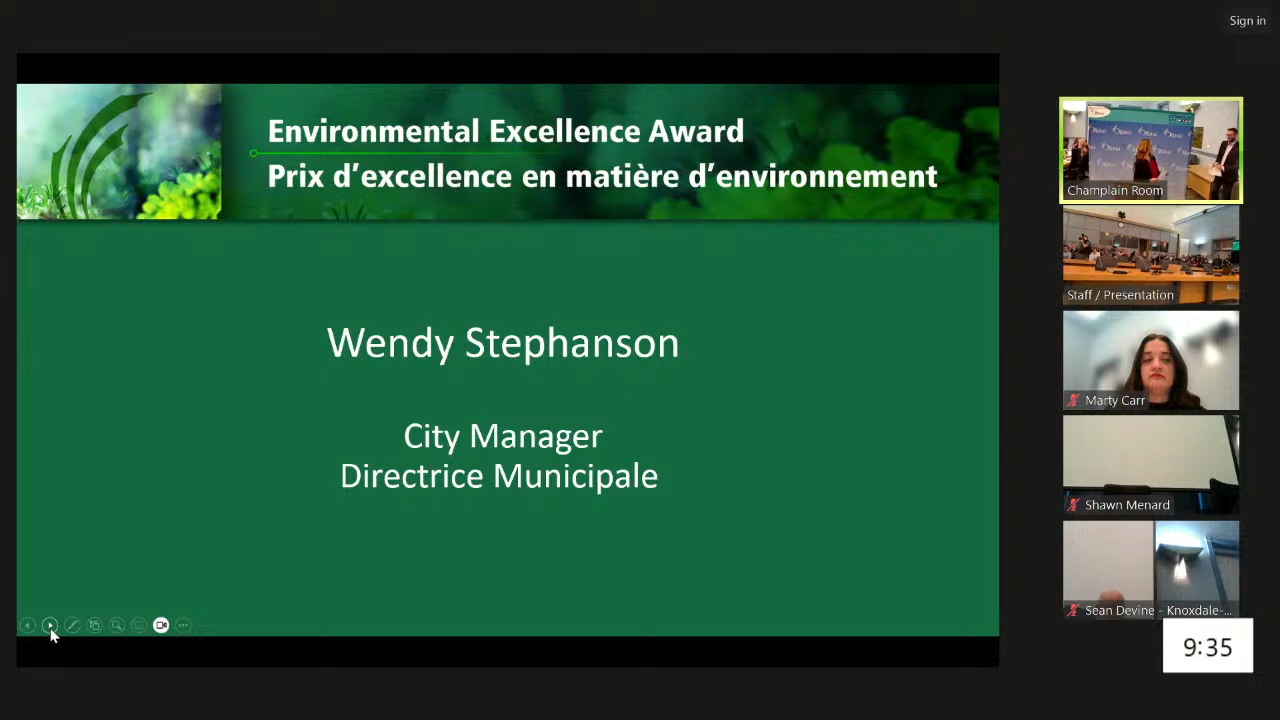 Sign in
Environmental Excellence Award
Prix d'excellence en matière d'environnement
Wendy Stephanson
City Manager
Directrice Municipale
Champlain Room
Staff / Presentation
Marty Carr
Shawn Menard
Sean Devine - Knoxdale-...
9:35